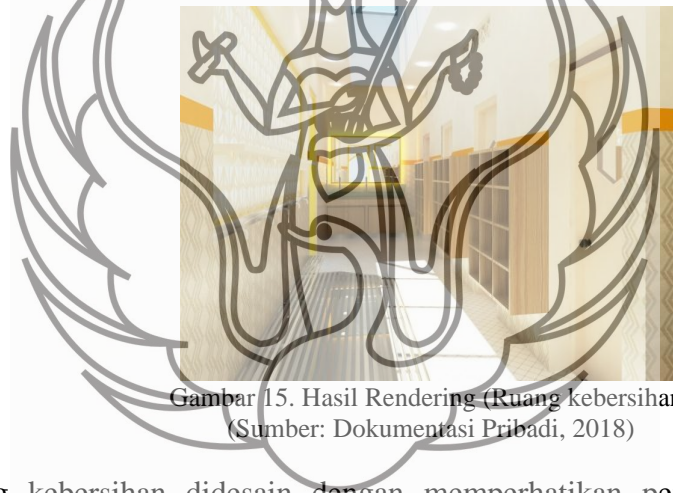 Gambar 15. Hasil Rendering (Ruang kebersihan
(Sumber: Dokumentasi Pribadi, 2018)
kebersihan didesain dengan memperhatikan